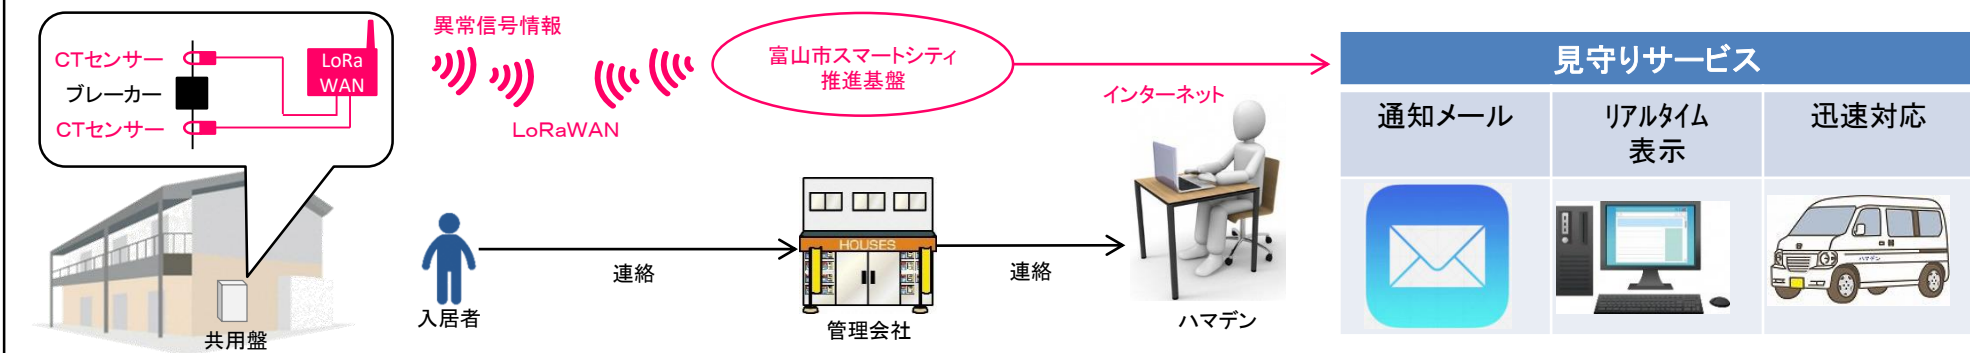 CTセンサー
ブレーカー
CTセンサー
LoRa
WAN
異常信号情報
LoRaWAN
富山市スマートシティ
推進基盤
インターネット
共用盤
入居者
連絡
HOUSES
管理会社
連絡
ハマデン
見守りサービス
通知メール
リアルタイム
表示
迅速対応
ハマデン